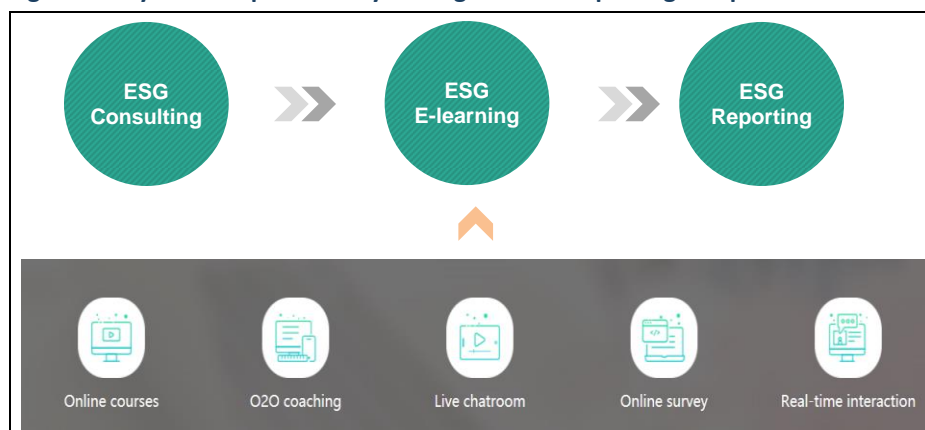 ESG
Consulting
ESG
E-learning
ESG
Reporting
Online courses
O2O coaching
Live chatroom
Online survey
Real-time interaction